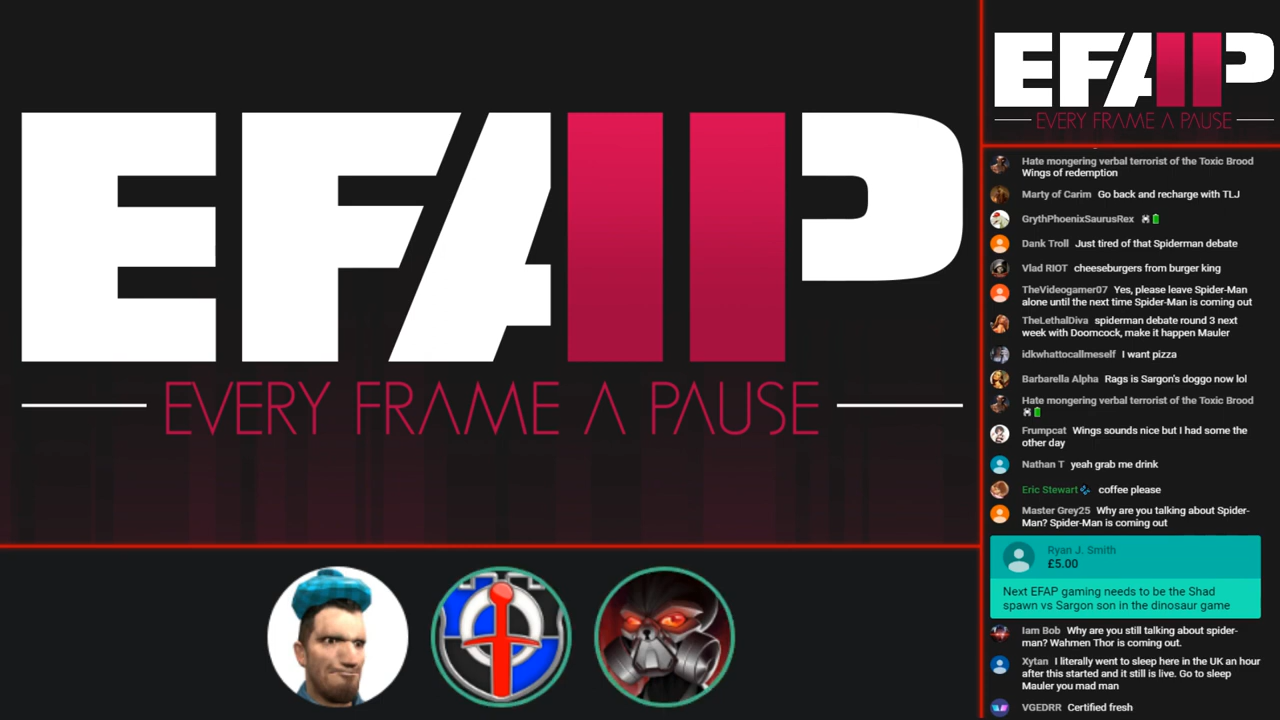 EFAP
EVERY FRAME A PAUSE
EFAP
EVERY FRAME A PAUSE
Hate mongering verbal terrorist of the Toxic Brood
Wings of redemption
Marty of Carim Go back and recharge with TLJ
GrythPhoenixSaurusRex
Dank Troll Just tired of that Spiderman debate
Vlad RIOT cheeseburgers from burger king
TheVideogamer07 Yes, please leave Spider-Man
alone until the next time Spider-Man is coming out
TheLethalDiva spiderman debate round 3 next
week with Doomcock, make it happen Mauler
idkwhattocallmeself I want pizza
Barbarella Alpha Rags is Sargon's doggo now lol
Hate mongering verbal terrorist of the Toxic Brood
Frumpcat Wings sounds nice but I had some the
other day
Nathan T yeah grab me drink
Eric Stewart coffee please
Master Grey25 Why are you talking about Spider-
Man? Spider-Man is coming out
Ryan J. Smith
£5.00
Next EFAP gaming needs to be the Shad
spawn vs Sargon son in the dinosaur game
Iam Bob Why are you still talking about spider-
man? Wahmen Thor is coming out.
Xytan I literally went to sleep here in the UK an hour
after this started and it still is live. Go to sleep
Mauler you mad man
VGEDRR Certified fresh